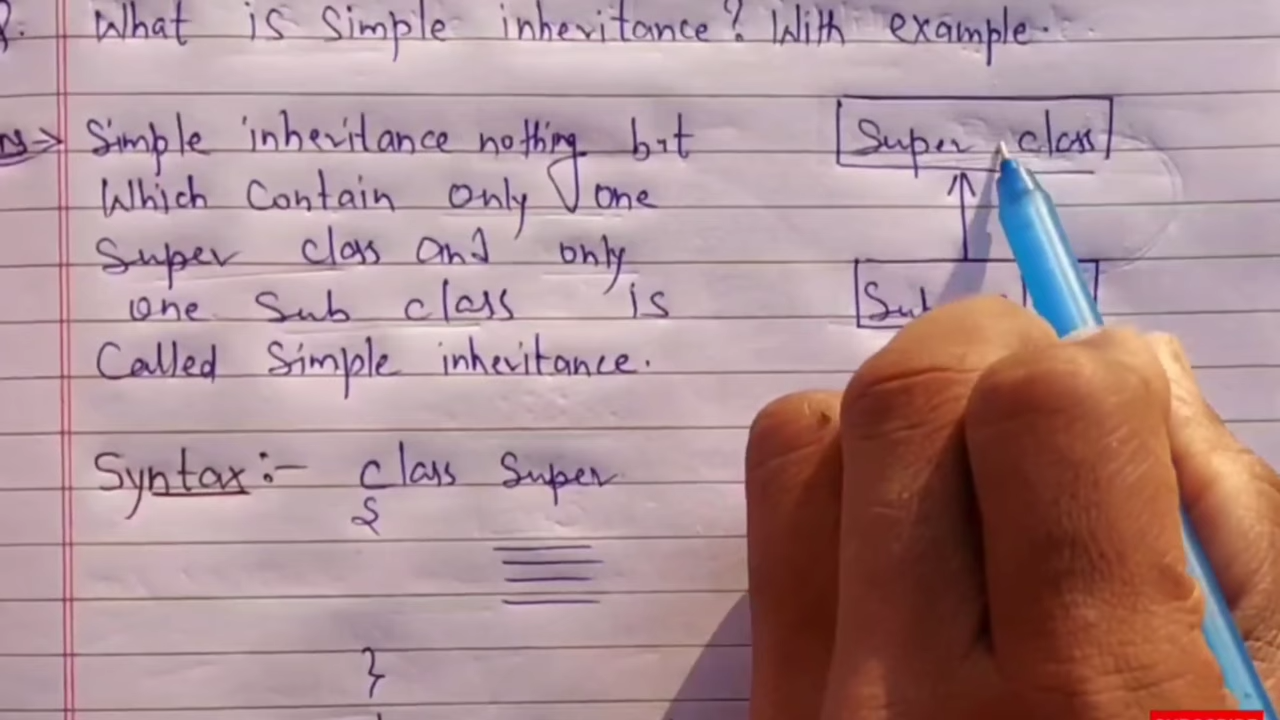 What is Simple inheritance? With example.
Simple inheritance nothing but
Which Contain only one
Super class and only
one Sub class is
Called Simple inheritance.
Super class
Sub
Syntax:- class Super
{
}